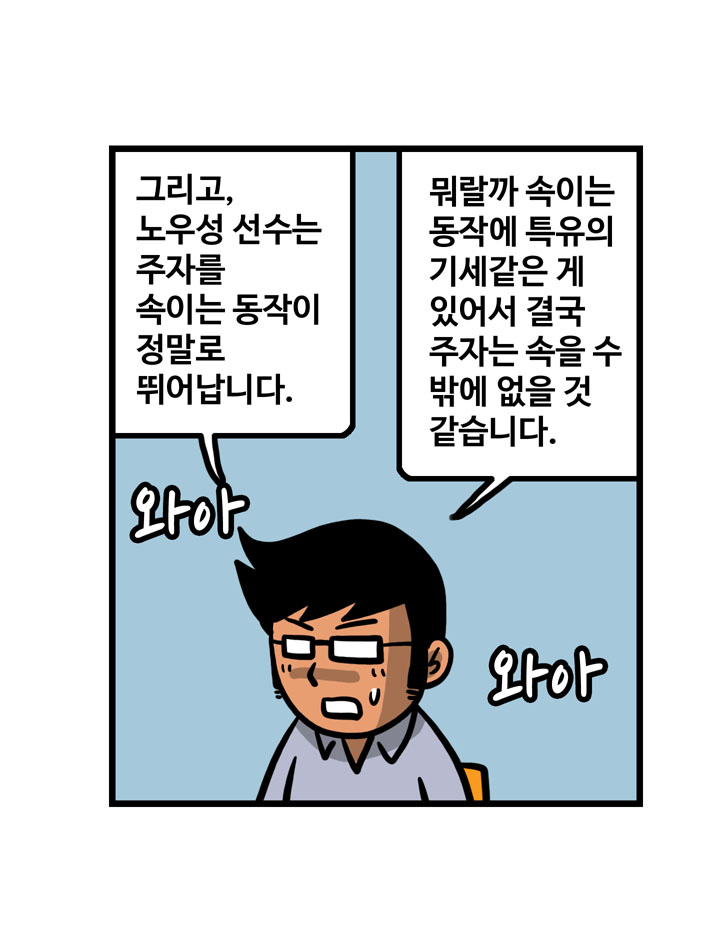 그리고,
노우성 선수는
주자를
속이는 동작이
정말로
뛰어납니다.
뭐랄까 속이는
동작에 특유의
기세같은 게
있어서 결국
주자는 속을 수
밖에 없을 것
같습니다.
와아
와아